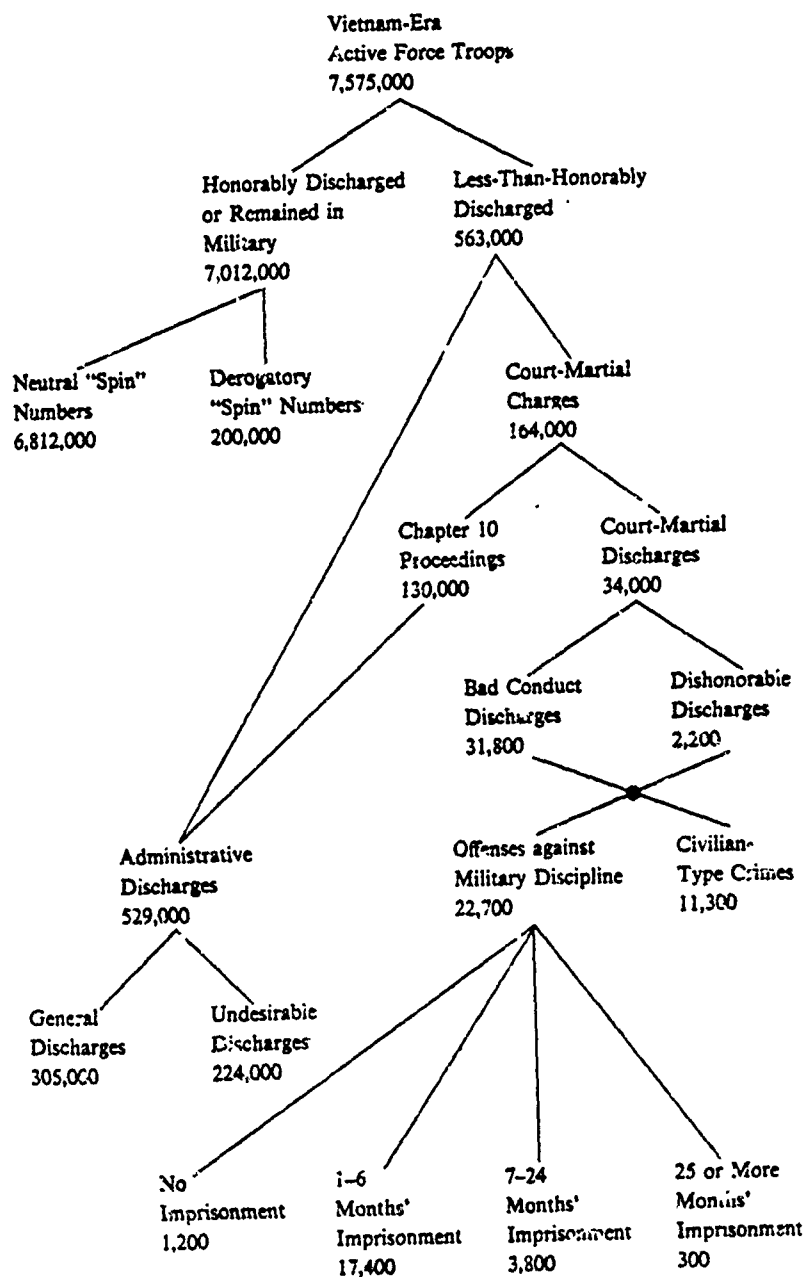 Vietnam-Era
Active Force Troops
7,575,000
Honorably Discharged
or Remained in
Military
7,012,000
Less-Than-Honorably
Discharged
563,000
Neutral “Spin”
Numbers
6,812,000
Derogatory
“Spin” Numbers
200,000
Court-Martial
Charges
164,000
Chapter 10
Proceedings
130,000
Court-Martial
Discharges
34,000
Bad Conduct
Discharges
31,800
Dishonorable
Discharges
2,200
Administrative
Discharges
529,000
Offenses against
Military Discipline
22,700
Civilian-
Type Crimes
11,300
General
Discharges
305,000
Undesirable
Discharges
224,000
No
Imprisonment
1,200
1–6
Months’
Imprisonment
17,400
7–24
Months’
Imprisonment
3,800
25 or More
Months’
Imprisonment
300